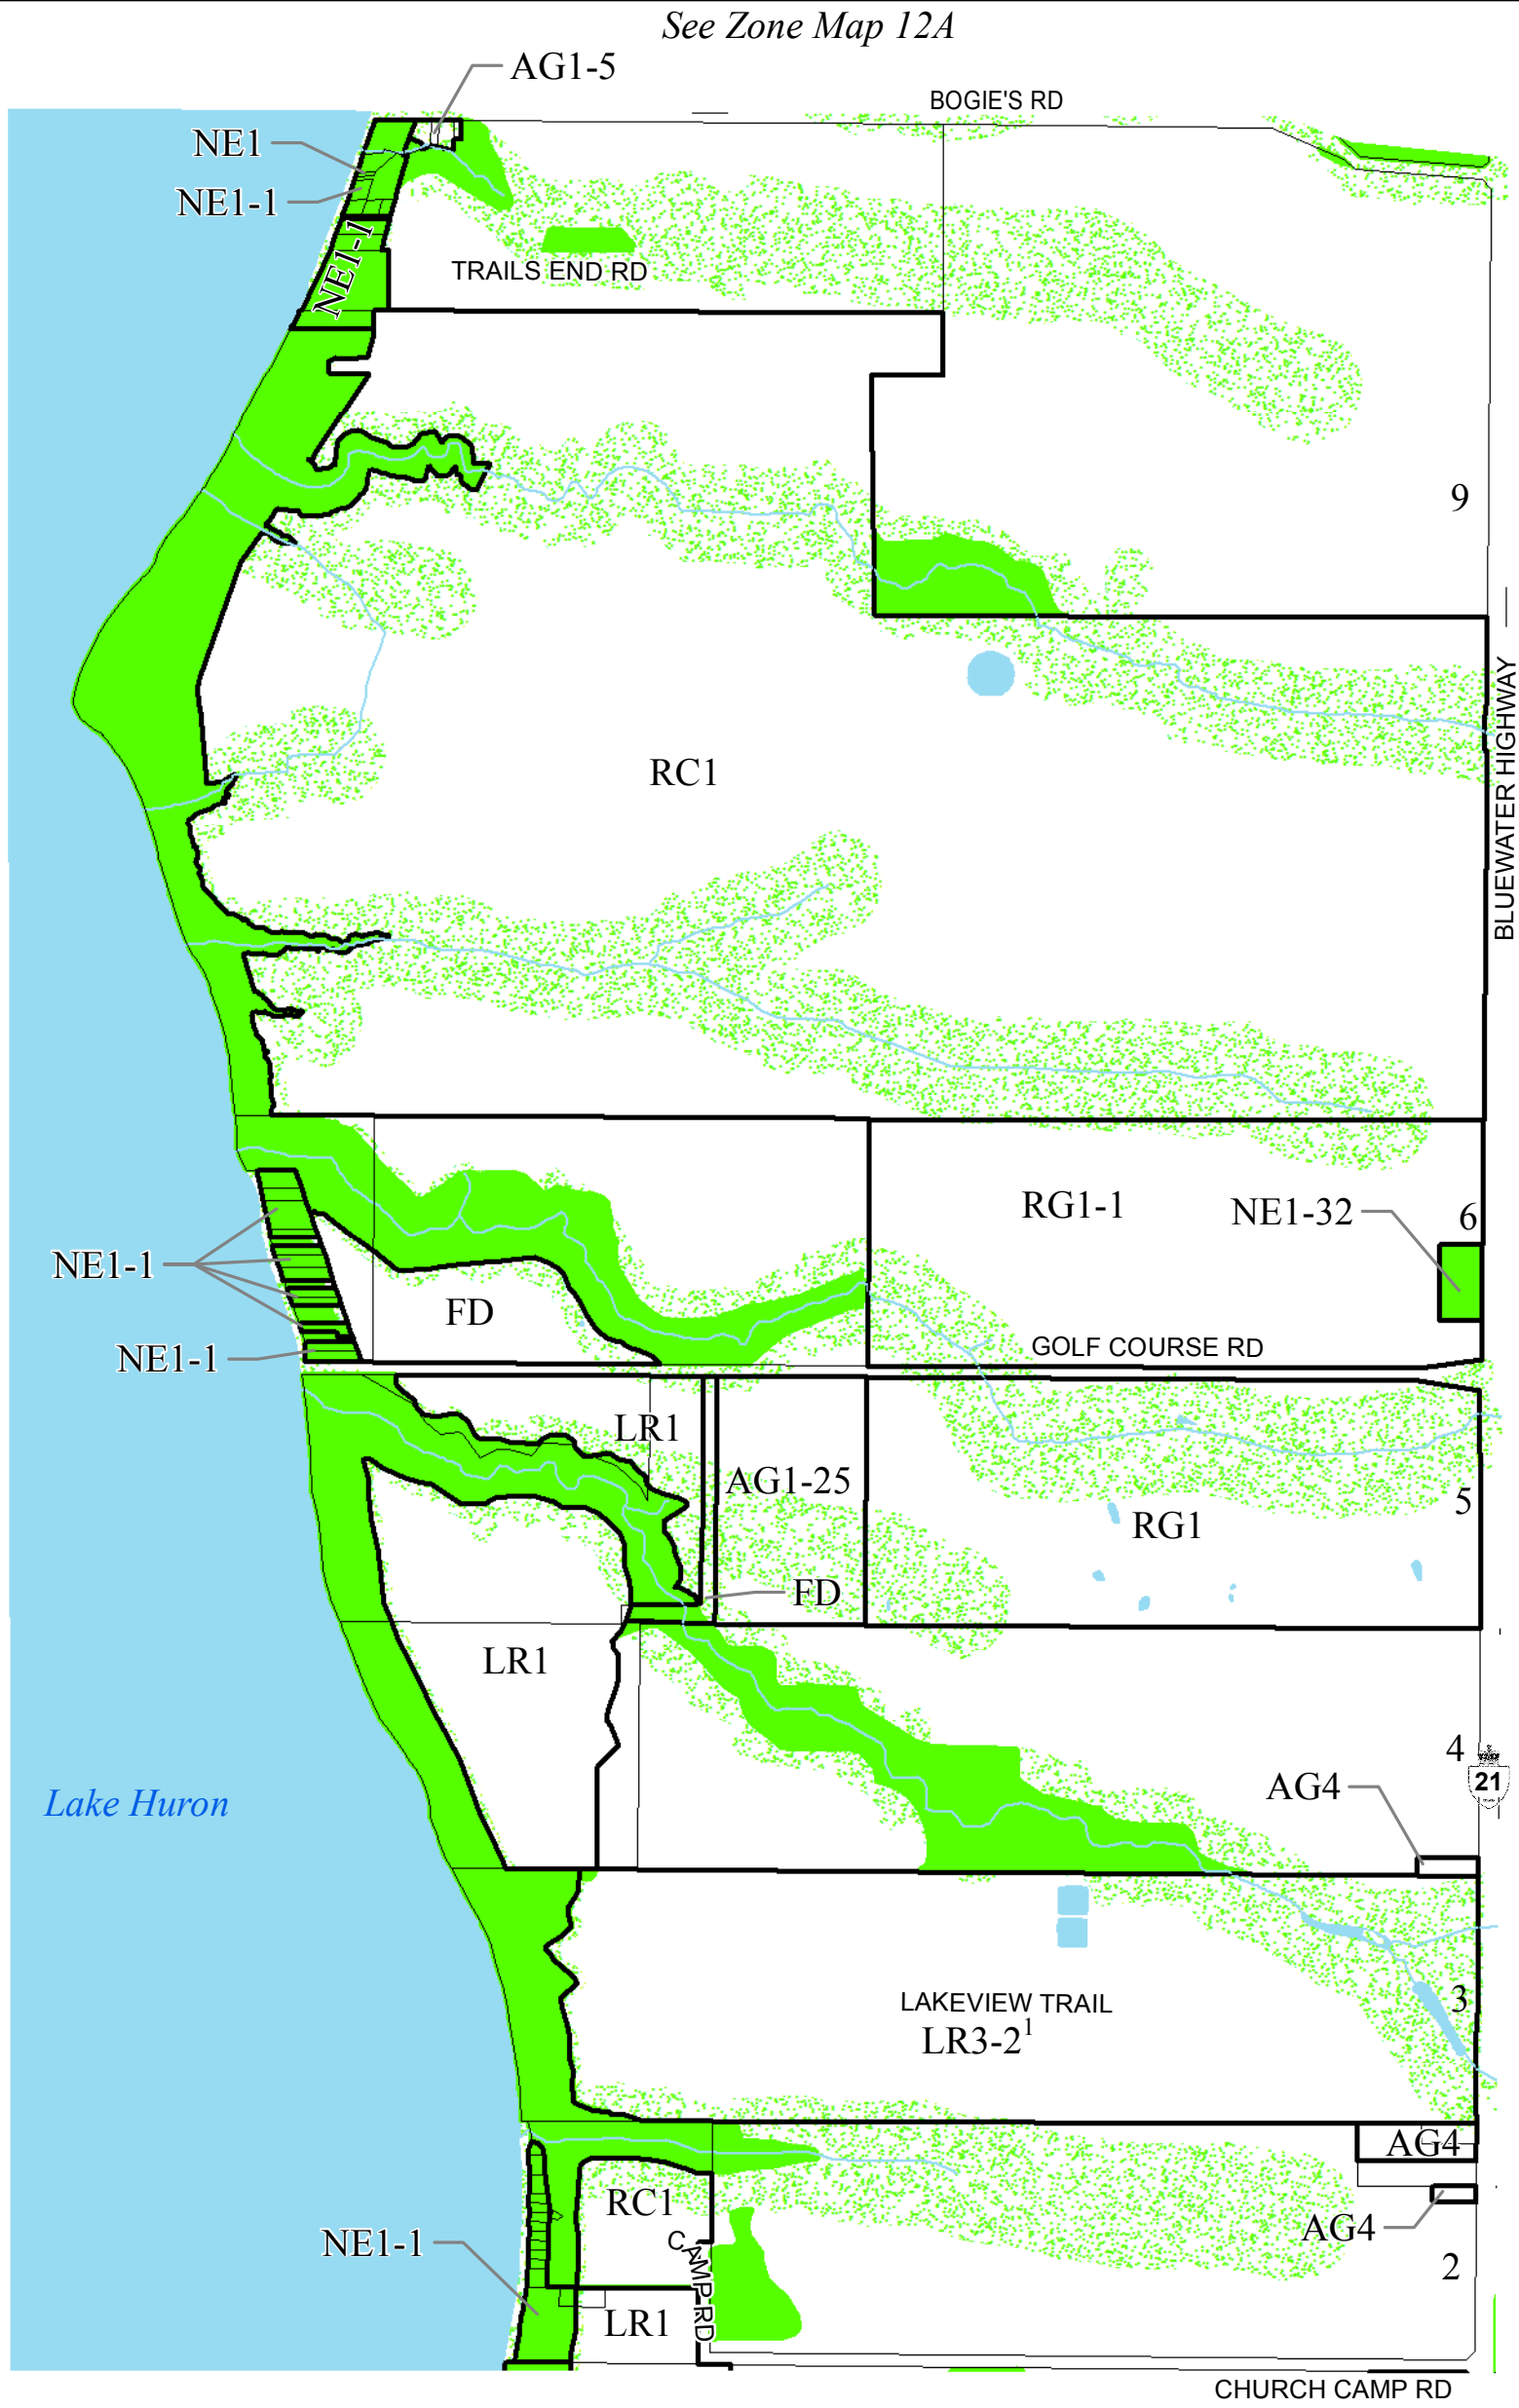 See Zone Map 12A
AG1-5
BOGIE'S RD
NE1
NE1-1
NE1-1
TRAILS END RD
9
BLUEWATER HIGHWAY
RC1
RG1-1
NE1-32
6
NE1-1
FD
NE1-1
GOLF COURSE RD
LR1
AG1-25
5
RG1
FD
LR1
4
21
AG4
Lake Huron
3
LAKEVIEW TRAIL
LR3-2¹
AG4
RC1
AG4
NE1-1
CAMP RD
2
LR1
CHURCH CAMP RD